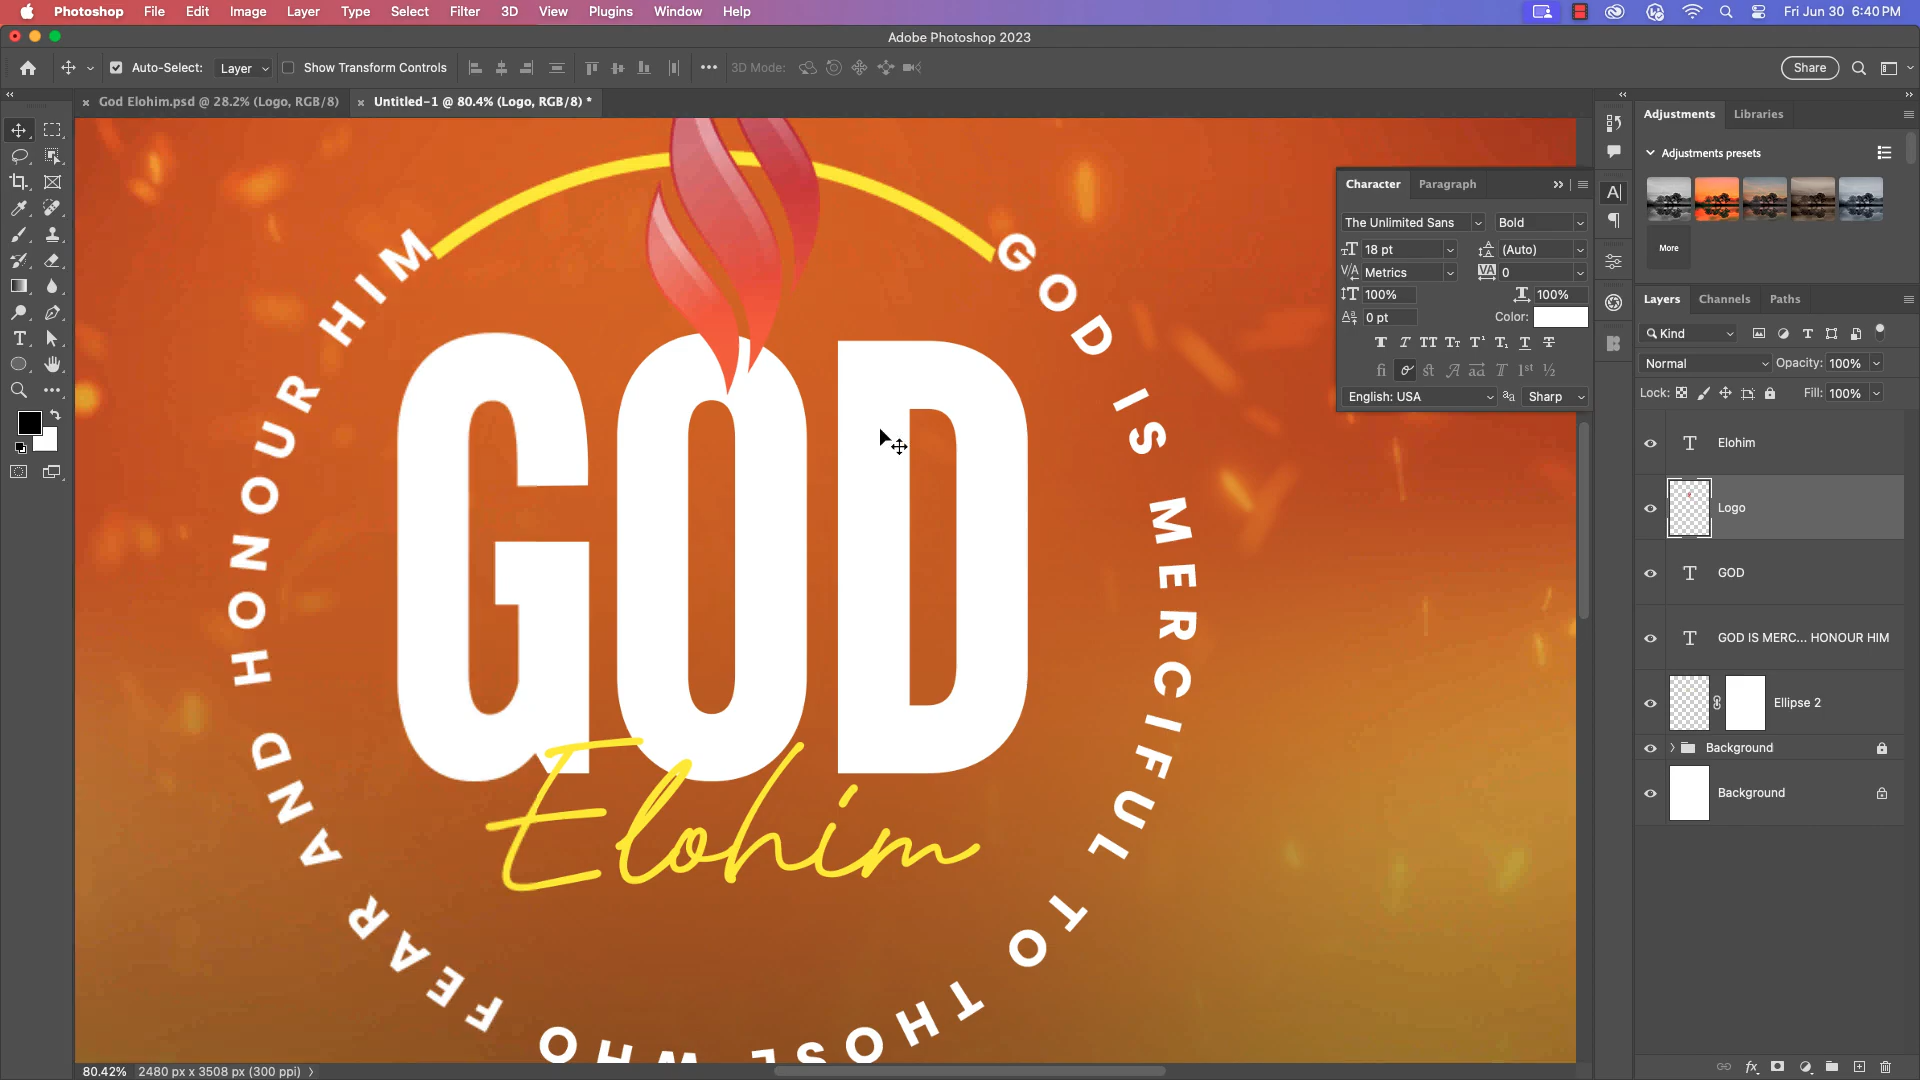 Photoshop File Edit Image Layer Type Select Filter 3D View Plugins Window Help Fri Jun 30 6:40 PM
Adobe Photoshop 2023
Auto-Select: Layer Show Transform Controls 3D Mode: Share
God Elohim.psd @ 28.2% (Logo, RGB/8) Untitled-1 @ 80.4% (Logo, RGB/8) *
GOD IS MERCIFUL TO THOSE WHO FEAR AND HONOUR HIM
GOD
Elohim
Character Paragraph
The Unlimited Sans Bold
18 pt (Auto)
Metrics 0
100% 100%
0 pt Color:
English: USA Sharp
Adjustments Libraries
Adjustments presets
More
Layers Channels Paths
Kind
Normal Opacity: 100%
Lock: Fill: 100%
Elohim
Logo
GOD
GOD IS MERC... HONOUR HIM
Ellipse 2
Background
Background
80.42% 2480 px x 3508 px (300 ppi)